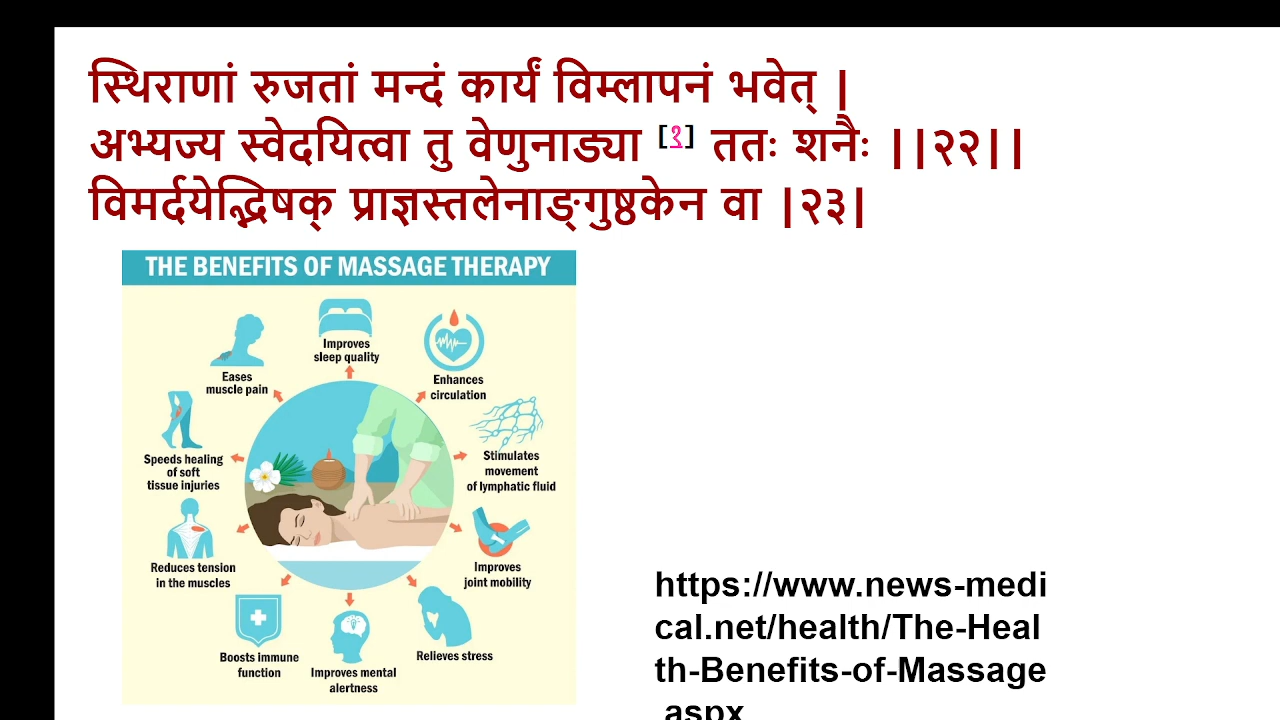 स्थिराणां रुजतां मन्दं कार्यं विम्लापनं भवेत् |
अभ्यज्य स्वेदयित्वा तु वेणुनाड्या [१] ततः शनैः ||२२||
विमर्दयेद्भिषक् प्राज्ञस्तलेनाङ्गुष्ठकेन वा |२३|
THE BENEFITS OF MASSAGE THERAPY
Improves
sleep quality
Enhances
circulation
Eases
muscle pain
Stimulates
movement
of lymphatic fluid
Speeds healing
of soft
tissue injuries
Improves
joint mobility
Reduces tension
in the muscles
Relieves stress
Boosts immune
function
Improves mental
alertness
https://www.news-medi
cal.net/health/The-Heal
th-Benefits-of-Massage
.aspx